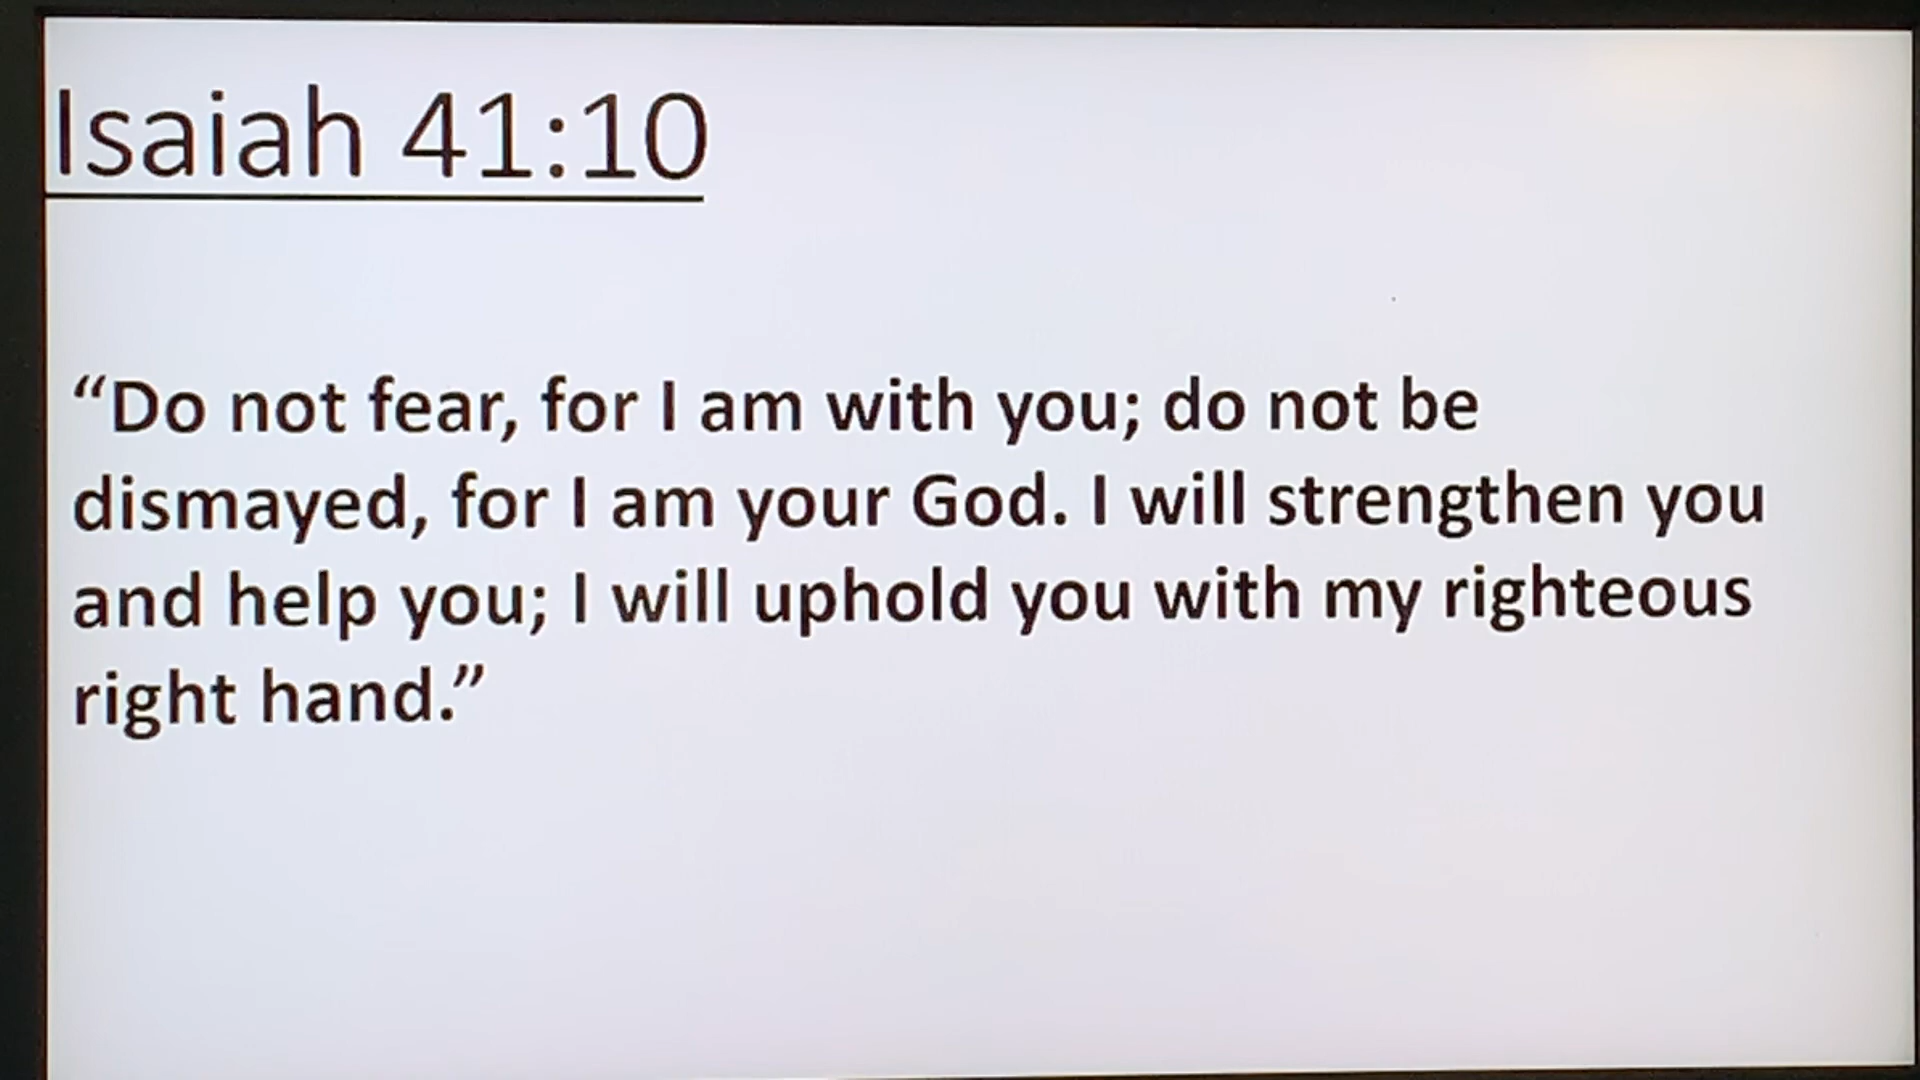 Isaiah 41:10
“Do not fear, for I am with you; do not be
dismayed, for I am your God. I will strengthen you
and help you; I will uphold you with my righteous
right hand.”